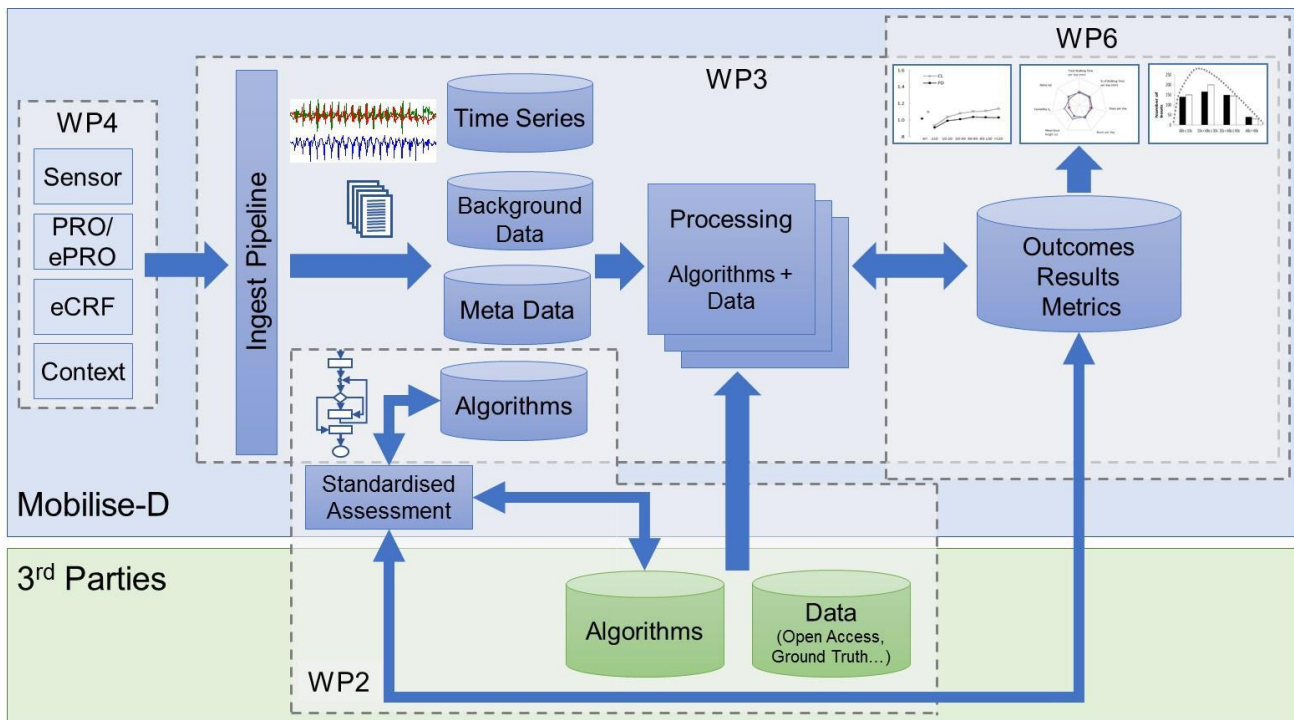 WP6
WP3
WP4
Sensor
PRO/
ePRO
eCRF
Context
Ingest Pipeline
Time Series
Background
Data
Meta Data
Algorithms
Processing
Algorithms +
Data
Outcomes
Results
Metrics
Standardised
Assessment
Mobilise-D
3rd Parties
Algorithms
Data
(Open Access,
Ground Truth...)
WP2